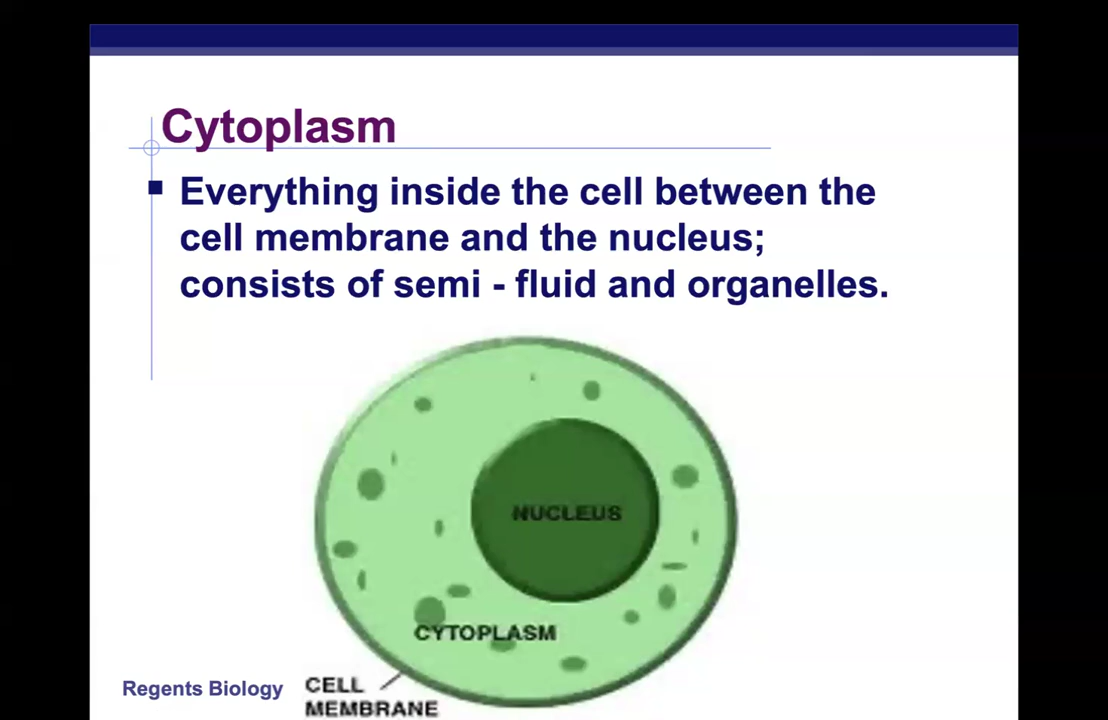 Cytoplasm
Everything inside the cell between the
cell membrane and the nucleus;
consists of semi - fluid and organelles.
NUCLEUS
CYTOPLASM
CELL
MEMBRANE
Regents Biology